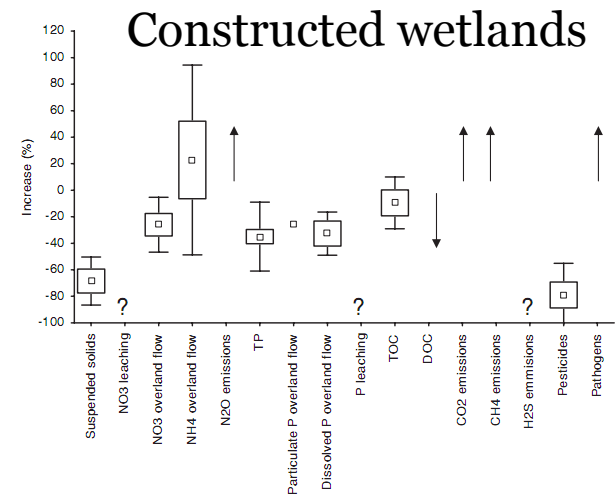 Constructed wetlands
Increase (%)
120
100
80
60
40
20
0
-20
-40
-60
-80
-100
?
?
?
Suspended solids
NO3 leaching
NO3 overland flow
NH4 overland flow
N2O emissions
TP
Particulate P overland flow
Dissolved P overland flow
P leaching
TOC
DOC
CO2 emissions
CH4 emissions
H2S emmisions
Pesticides
Pathogens